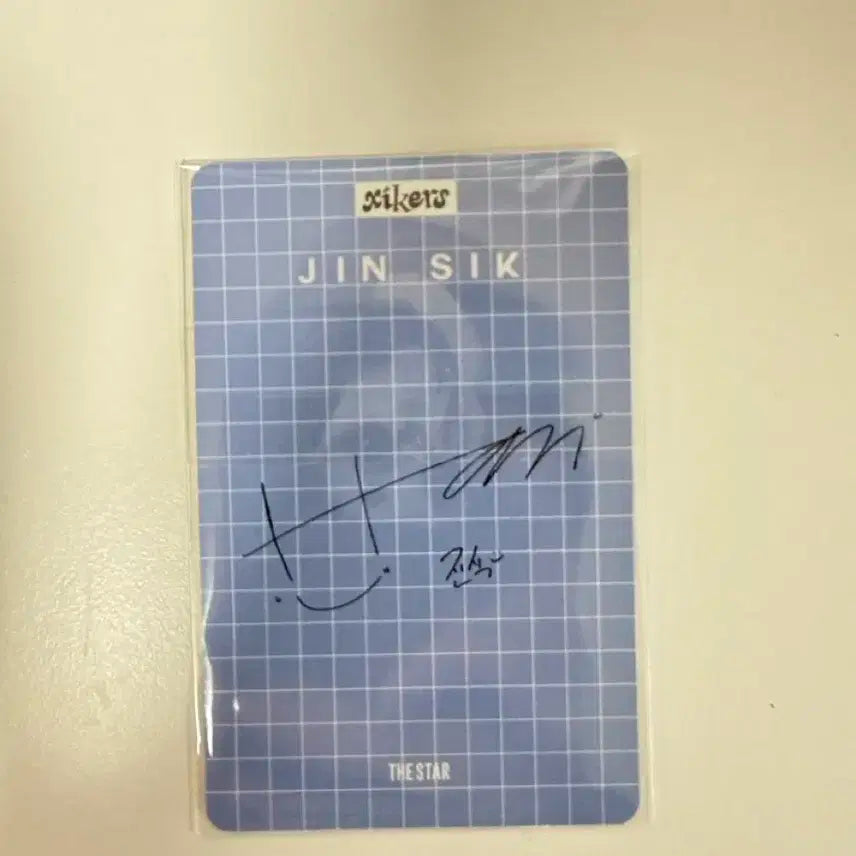 xikers
JIN SIK
진식
THE STAR